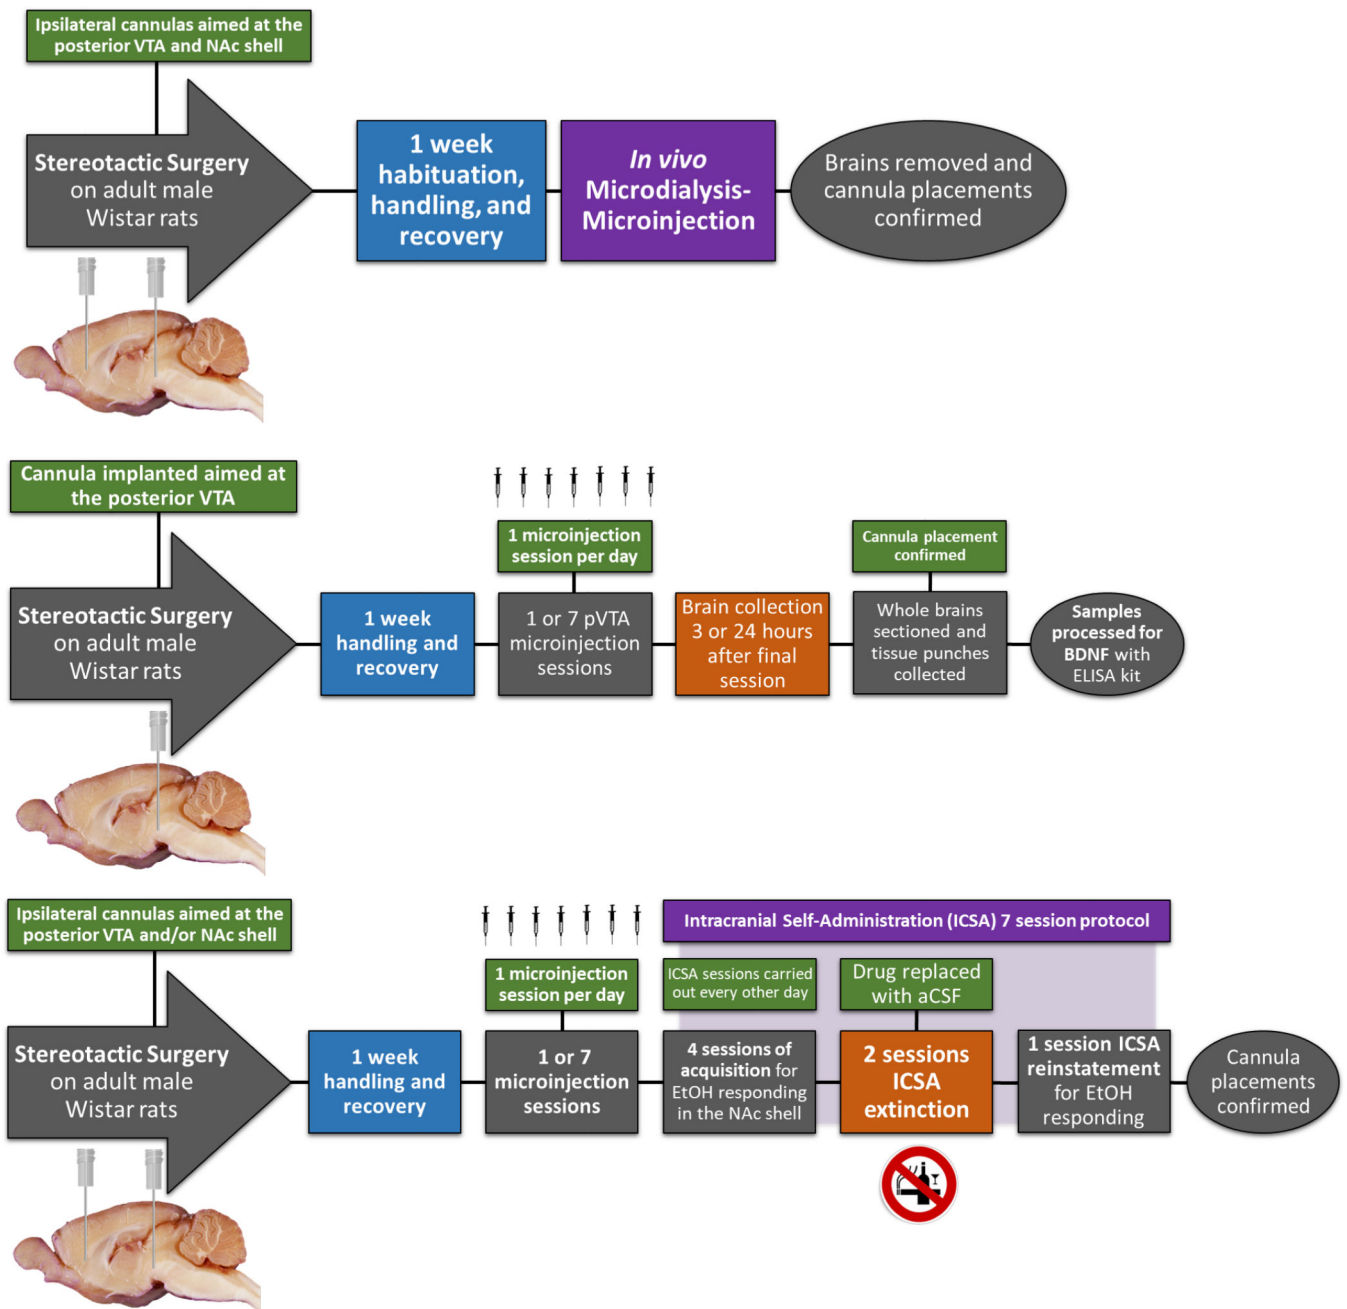 Ipsilateral cannulas aimed at the
posterior VTA and NAc shell
Stereotactic Surgery
on adult male
Wistar rats
1 week
habituation,
handling, and
recovery
In vivo
Microdialysis-
Microinjection
Brains removed and
cannula placements
confirmed
Cannula implanted aimed at
the posterior VTA
Stereotactic Surgery
on adult male
Wistar rats
1 week
handling and
recovery
1 microinjection
session per day
1 or 7 pVTA
microinjection
sessions
Brain collection
3 or 24 hours
after final
session
Cannula placement
confirmed
Whole brains
sectioned and
tissue punches
collected
Samples
processed for
BDNF with
ELISA kit
Ipsilateral cannulas aimed at the
posterior VTA and/or NAc shell
Stereotactic Surgery
on adult male
Wistar rats
1 week
handling and
recovery
1 microinjection
session per day
1 or 7
microinjection
sessions
Intracranial Self-Administration (ICSA) 7 session protocol
ICSA sessions carried
out every other day
4 sessions of
acquisition for
EtOH responding
in the NAc shell
Drug replaced
with aCSF
2 sessions
ICSA
extinction
1 session ICSA
reinstatement
for EtOH
responding
Cannula
placements
confirmed